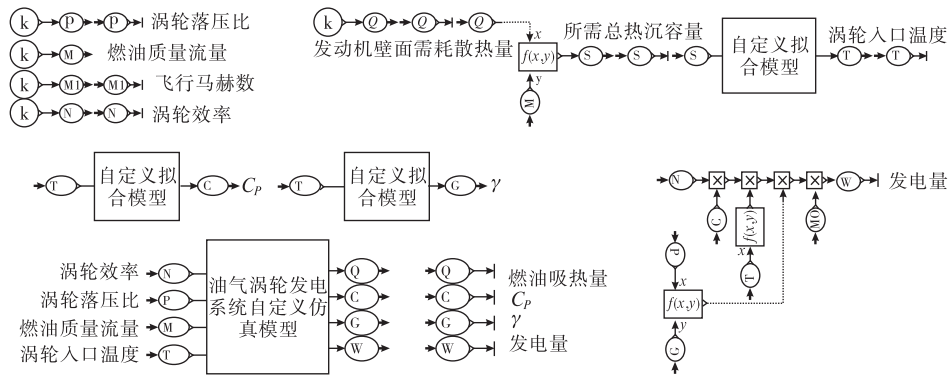 k P P 涡轮落压比
k M 燃油质量流量
k M1 M1 飞行马赫数
k N N 涡轮效率
k Q Q Q
发动机壁面需耗散热量
x
f(x,y)
y
M
所需总热沉容量
S S S
自定义拟
合模型
涡轮入口温度
T T
T 自定义拟
合模型
C C_P
T 自定义拟
合模型
G γ
N W 发电量
C
f(x,y)
x
T
MO
P
x
f(x,y)
y
G
涡轮效率 N
涡轮落压比 P
燃油质量流量 M
涡轮入口温度 T
油气涡轮发电
系统自定义仿
真模型
Q Q 燃油吸热量
C C C_P
G G γ
W W 发电量